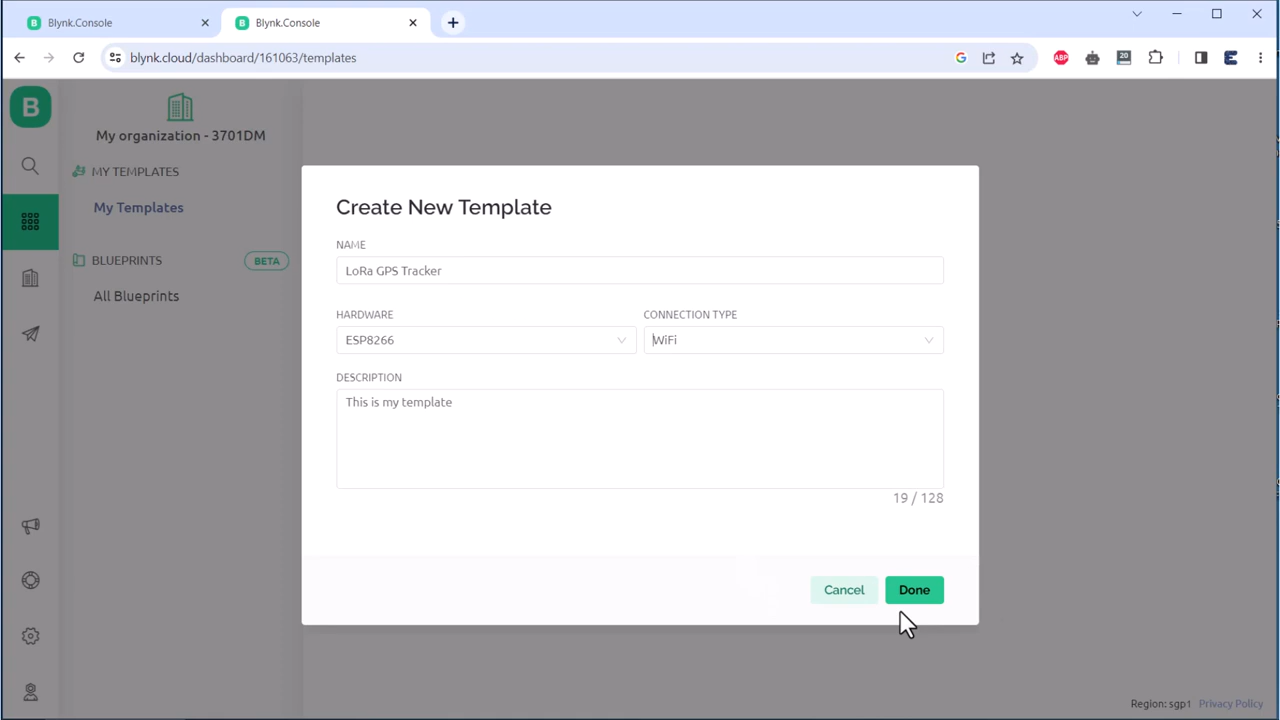 Blynk.Console
Blynk.Console
blynk.cloud/dashboard/161063/templates
ABP
20
B
My organization - 3701DM
MY TEMPLATES
My Templates
BLUEPRINTS
BETA
All Blueprints
Create New Template
NAME
LoRa GPS Tracker
HARDWARE
CONNECTION TYPE
ESP8266
WiFi
DESCRIPTION
This is my template
19 / 128
Cancel
Done
Region: sgp1 Privacy Policy